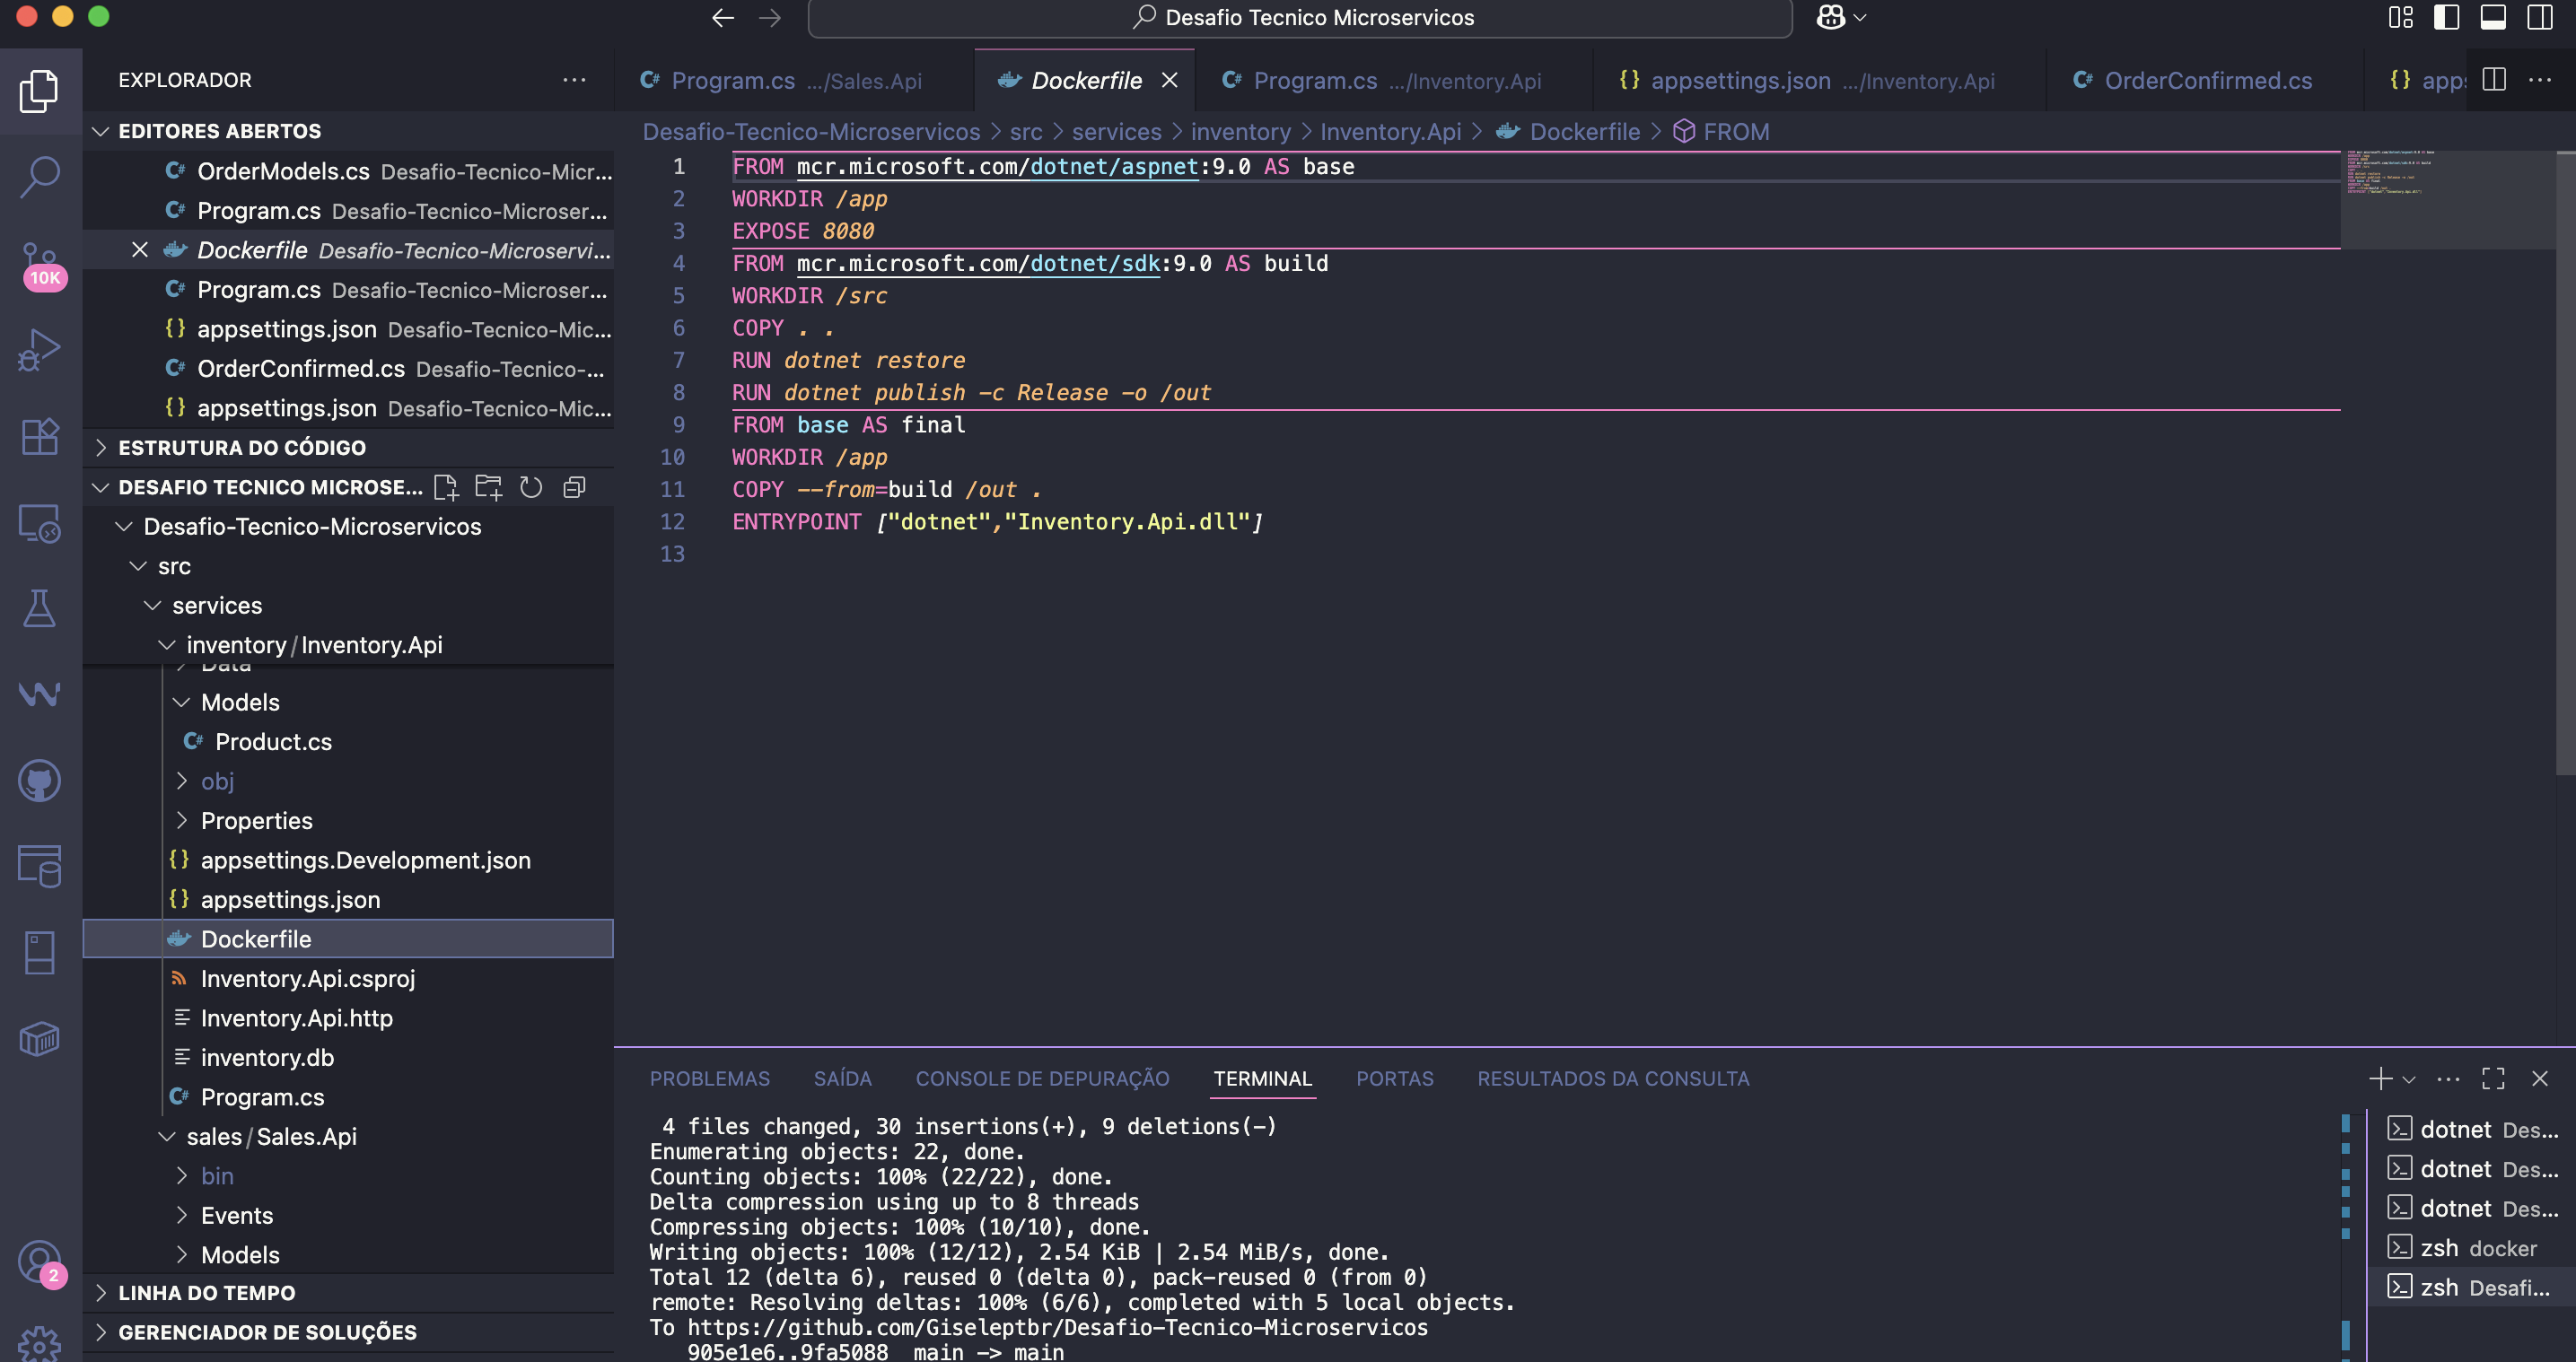 Desafio Tecnico Microservicos
EXPLORADOR
EDITORES ABERTOS
OrderModels.cs Desafio-Tecnico-Micr...
Program.cs Desafio-Tecnico-Microser...
Dockerfile Desafio-Tecnico-Microservi...
Program.cs Desafio-Tecnico-Microser...
appsettings.json Desafio-Tecnico-Mic...
OrderConfirmed.cs Desafio-Tecnico-...
appsettings.json Desafio-Tecnico-Mic...
ESTRUTURA DO CÓDIGO
DESAFIO TECNICO MICROSE...
Desafio-Tecnico-Microservicos
src
services
inventory/Inventory.Api
Data
Models
Product.cs
obj
Properties
appsettings.Development.json
appsettings.json
Dockerfile
Inventory.Api.csproj
Inventory.Api.http
inventory.db
Program.cs
sales/Sales.Api
bin
Events
Models
LINHA DO TEMPO
GERENCIADOR DE SOLUÇÕES
10K
2
Program.cs .../Sales.Api
Dockerfile
Program.cs .../Inventory.Api
appsettings.json .../Inventory.Api
OrderConfirmed.cs
Desafio-Tecnico-Microservicos > src > services > inventory > Inventory.Api > Dockerfile > FROM
1 FROM mcr.microsoft.com/dotnet/aspnet:9.0 AS base
2 WORKDIR /app
3 EXPOSE 8080
4 FROM mcr.microsoft.com/dotnet/sdk:9.0 AS build
5 WORKDIR /src
6 COPY . .
7 RUN dotnet restore
8 RUN dotnet publish -c Release -o /out
9 FROM base AS final
10 WORKDIR /app
11 COPY --from=build /out .
12 ENTRYPOINT ["dotnet","Inventory.Api.dll"]
13
PROBLEMAS SAÍDA CONSOLE DE DEPURAÇÃO TERMINAL PORTAS RESULTADOS DA CONSULTA
4 files changed, 30 insertions(+), 9 deletions(-)
Enumerating objects: 22, done.
Counting objects: 100% (22/22), done.
Delta compression using up to 8 threads
Compressing objects: 100% (10/10), done.
Writing objects: 100% (12/12), 2.54 KiB | 2.54 MiB/s, done.
Total 12 (delta 6), reused 0 (delta 0), pack-reused 0 (from 0)
remote: Resolving deltas: 100% (6/6), completed with 5 local objects.
To https://github.com/Giseleptbr/Desafio-Tecnico-Microservicos
905e1e6..9fa5088 main -> main
dotnet Des...
dotnet Des...
dotnet Des...
zsh docker
zsh Desafi...